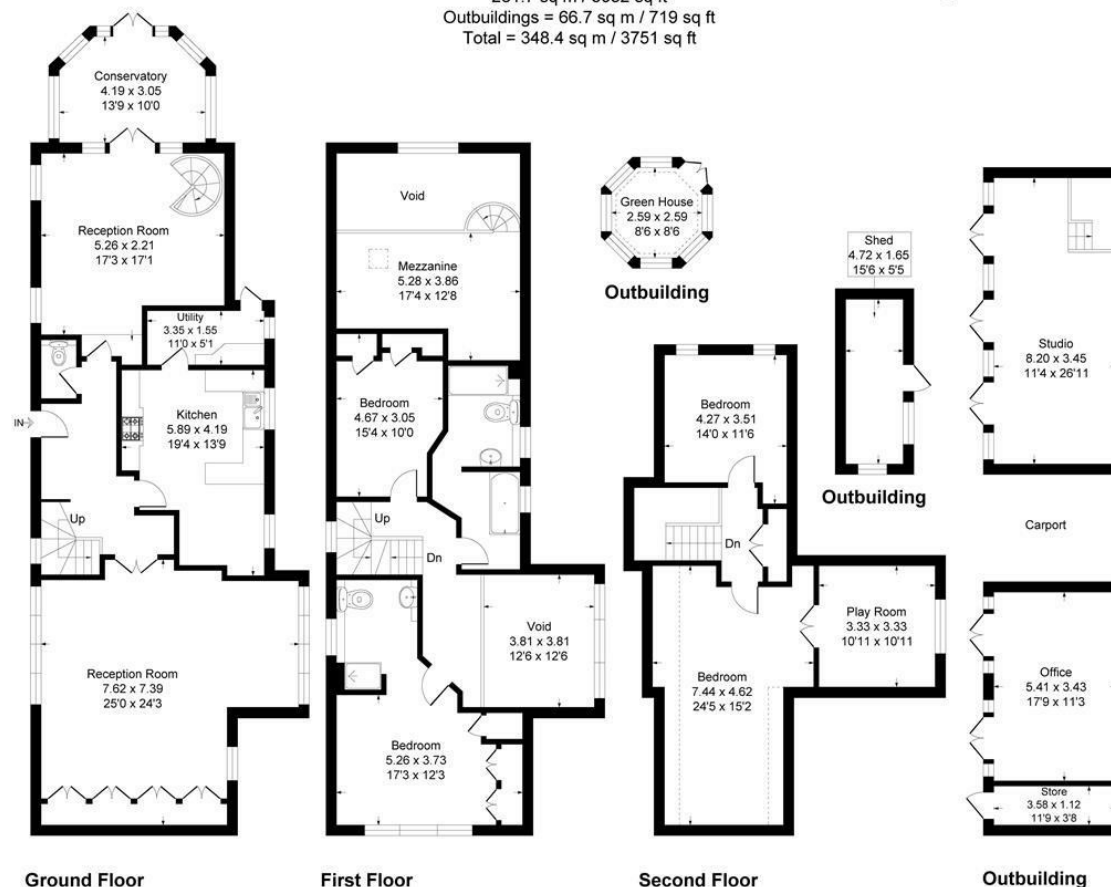 Outbuildings = 66.7 sq m / 719 sq ft
Total = 348.4 sq m / 3751 sq ft
Conservatory
4.19 x 3.05
13'9 x 10'0
Reception Room
5.26 x 2.21
17'3 x 17'1
Utility
3.35 x 1.55
11'0 x 5'1
IN
Kitchen
5.89 x 4.19
19'4 x 13'9
Up
Reception Room
7.62 x 7.39
25'0 x 24'3
Ground Floor
Void
Mezzanine
5.28 x 3.86
17'4 x 12'8
Bedroom
4.67 x 3.05
15'4 x 10'0
Up
Dn
Void
3.81 x 3.81
12'6 x 12'6
Bedroom
5.26 x 3.73
17'3 x 12'3
First Floor
Green House
2.59 x 2.59
8'6 x 8'6
Outbuilding
Bedroom
4.27 x 3.51
14'0 x 11'6
Dn
Play Room
3.33 x 3.33
10'11 x 10'11
Bedroom
7.44 x 4.62
24'5 x 15'2
Second Floor
Shed
4.72 x 1.65
15'6 x 5'5
Outbuilding
Studio
8.20 x 3.45
11'4 x 26'11
Carport
Office
5.41 x 3.43
17'9 x 11'3
Store
3.58 x 1.12
11'9 x 3'8
Outbuilding